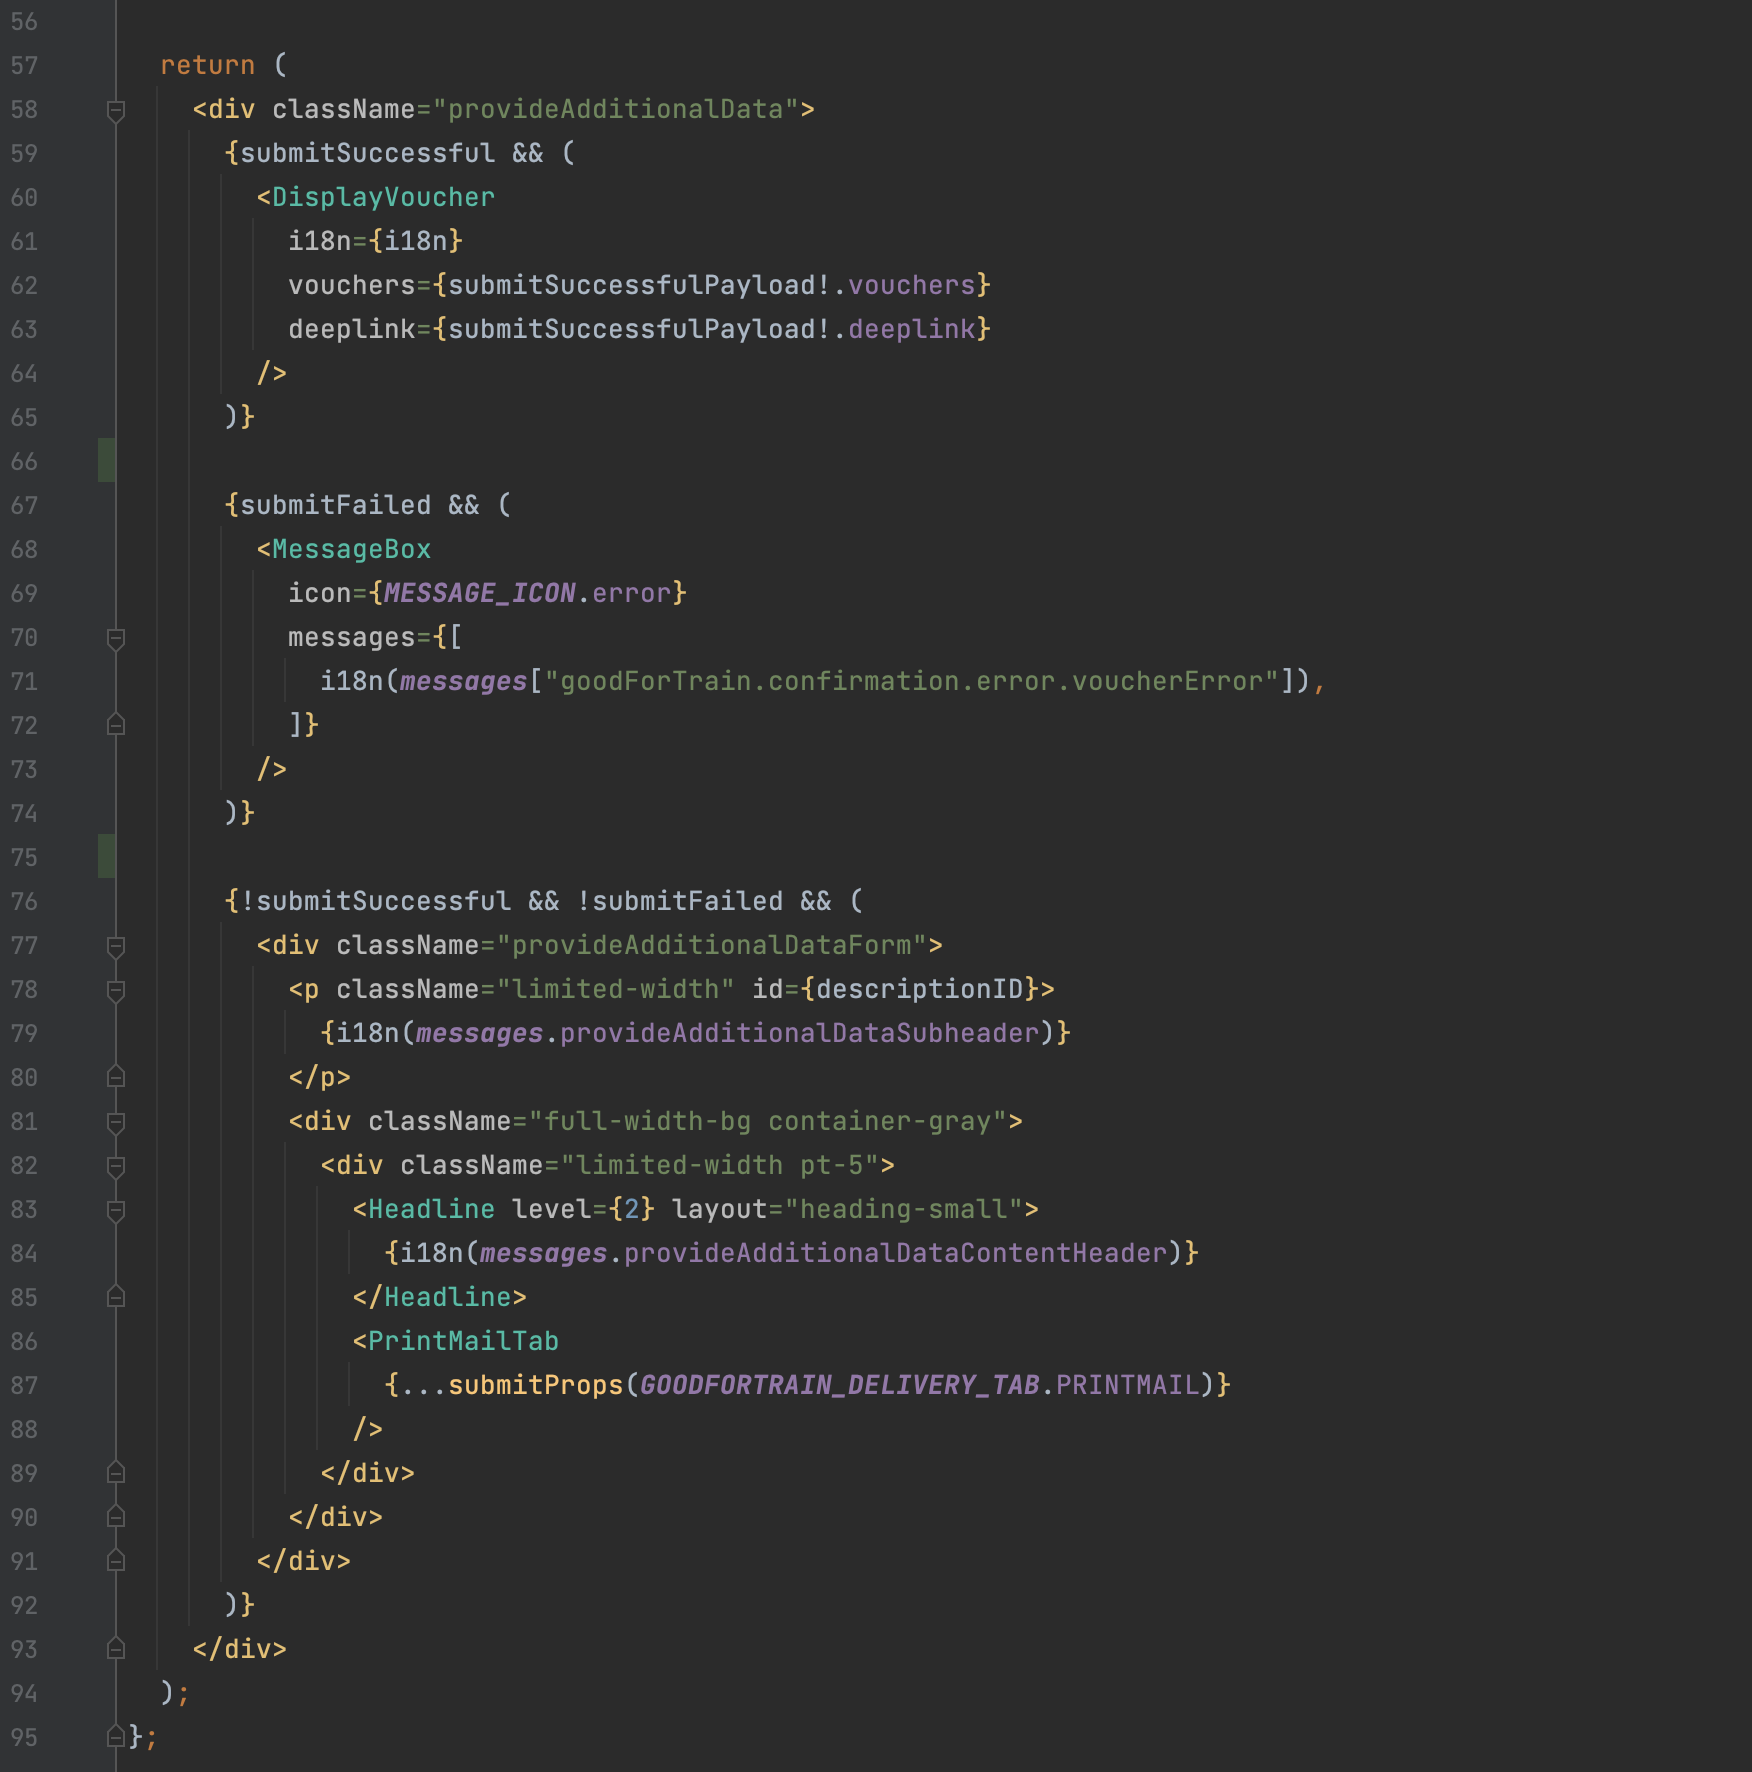 56
57 return (
58 <div className="provideAdditionalData">
59 {submitSuccessful && (
60 <DisplayVoucher
61 i18n={i18n}
62 vouchers={submitSuccessfulPayload!.vouchers}
63 deeplink={submitSuccessfulPayload!.deeplink}
64 />
65 )}
66
67 {submitFailed && (
68 <MessageBox
69 icon={MESSAGE_ICON.error}
70 messages={[
71 i18n(messages["goodForTrain.confirmation.error.voucherError"]),
72 ]}
73 />
74 )}
75
76 {!submitSuccessful && !submitFailed && (
77 <div className="provideAdditionalDataForm">
78 <p className="limited-width" id={descriptionID}>
79 {i18n(messages.provideAdditionalDataSubheader)}
80 </p>
81 <div className="full-width-bg container-gray">
82 <div className="limited-width pt-5">
83 <Headline level={2} layout="heading-small">
84 {i18n(messages.provideAdditionalDataContentHeader)}
85 </Headline>
86 <PrintMailTab
87 {...submitProps(GOODFORTRAIN_DELIVERY_TAB.PRINTMAIL)}
88 />
89 </div>
90 </div>
91 </div>
92 )}
93 </div>
94 );
95 };